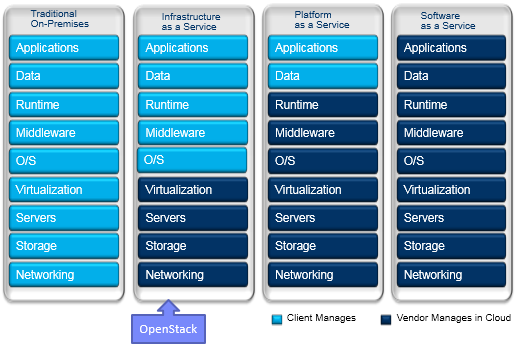 Traditional
On-Premises
Applications
Data
Runtime
Middleware
O/S
Virtualization
Servers
Storage
Networking
Infrastructure
as a Service
Applications
Data
Runtime
Middleware
O/S
Virtualization
Servers
Storage
Networking
Platform
as a Service
Applications
Data
Runtime
Middleware
O/S
Virtualization
Servers
Storage
Networking
Software
as a Service
Applications
Data
Runtime
Middleware
O/S
Virtualization
Servers
Storage
Networking
OpenStack
Client Manages
Vendor Manages in Cloud